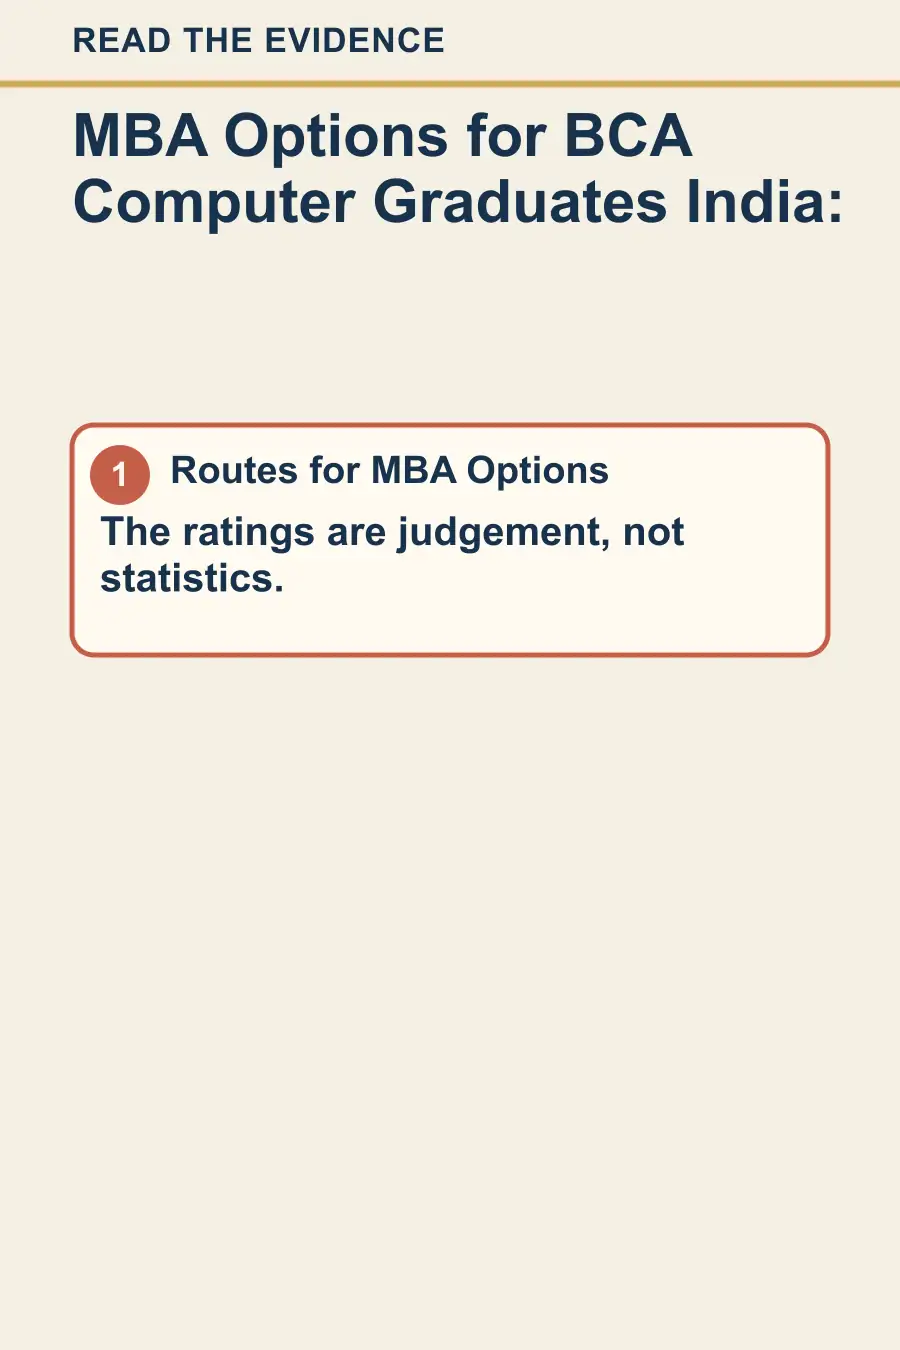 READ THE EVIDENCE
MBA Options for BCA
Computer Graduates India:
1 Routes for MBA Options
The ratings are judgement, not
statistics.